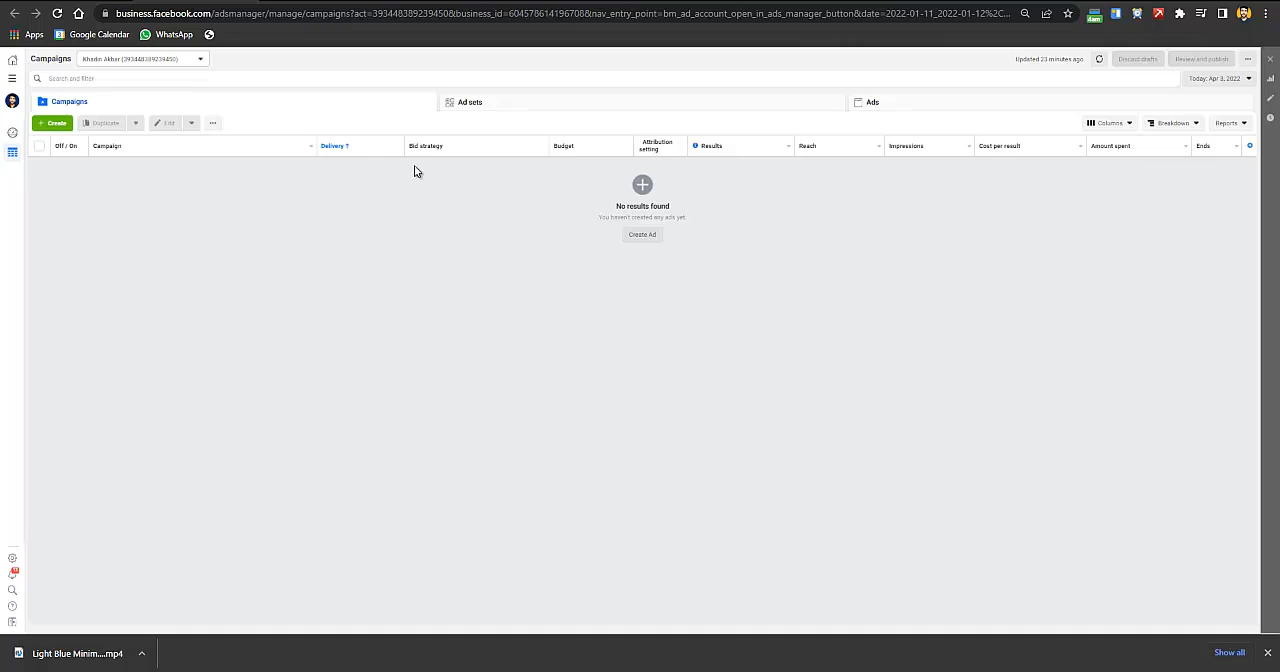 business.facebook.com/adsmanager/manage/campaigns?act=393448389239450&business_id=604578614196708&nav_entry_point=bm_ad_account_open_in_ads_manager_button&date=2022-01-11_2022-01-12%2C...
4am
Apps
Google Calendar
WhatsApp
Campaigns
Khadin Akbar (393448389239450)
Updated 23 minutes ago
Discard drafts
Review and publish
Search and filter
Today: Apr 3, 2022
Campaigns
Ad sets
Ads
+ Create
Duplicate
Edit
Columns
Breakdown
Reports
Off / On
Campaign
Delivery ↑
Bid strategy
Budget
Attribution
setting
Results
Reach
Impressions
Cost per result
Amount spent
Ends
No results found
You haven't created any ads yet.
Create Ad
Light Blue Minim....mp4
Show all